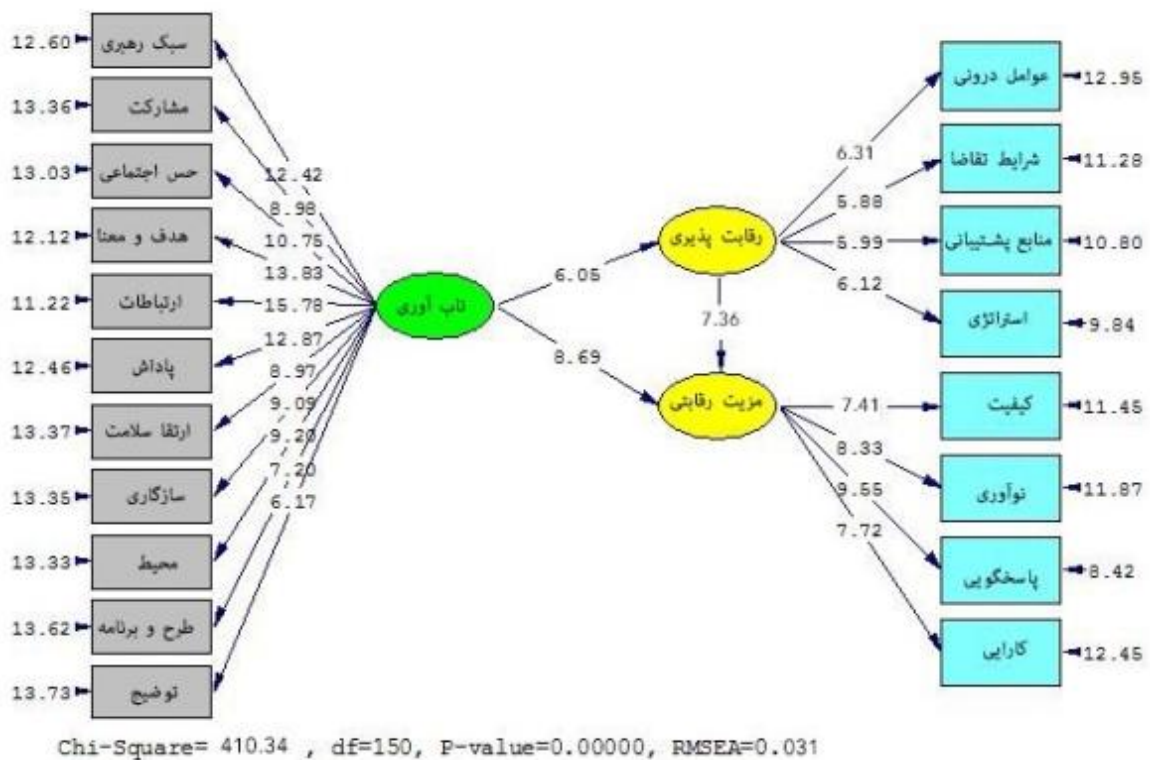 12.60
سبک رهبری
13.36
مشارکت
13.03
حس اجتماعی
12.12
هدف و معنا
11.22
ارتباطات
12.46
پاداش
13.37
ارتقا سلامت
13.35
سازگاری
13.33
محیط
13.62
طرح و برنامه
13.73
توضیح
12.42
8.98
10.75
13.83
15.78
12.87
8.97
9.09
9.20
7.20
6.17
تاب آوری
6.05
8.69
رقابت پذیری
7.36
مزیت رقابتی
6.31
5.88
5.99
6.12
7.41
8.33
9.55
7.72
عوامل درونی
12.95
شرایط تقاضا
11.28
منابع پشتیبانی
10.80
استراتژی
9.84
کیفیت
11.45
نوآوری
11.87
پاسخگویی
8.42
کارایی
12.45
Chi-Square= 410.34 , df=150, P-value=0.00000, RMSEA=0.031